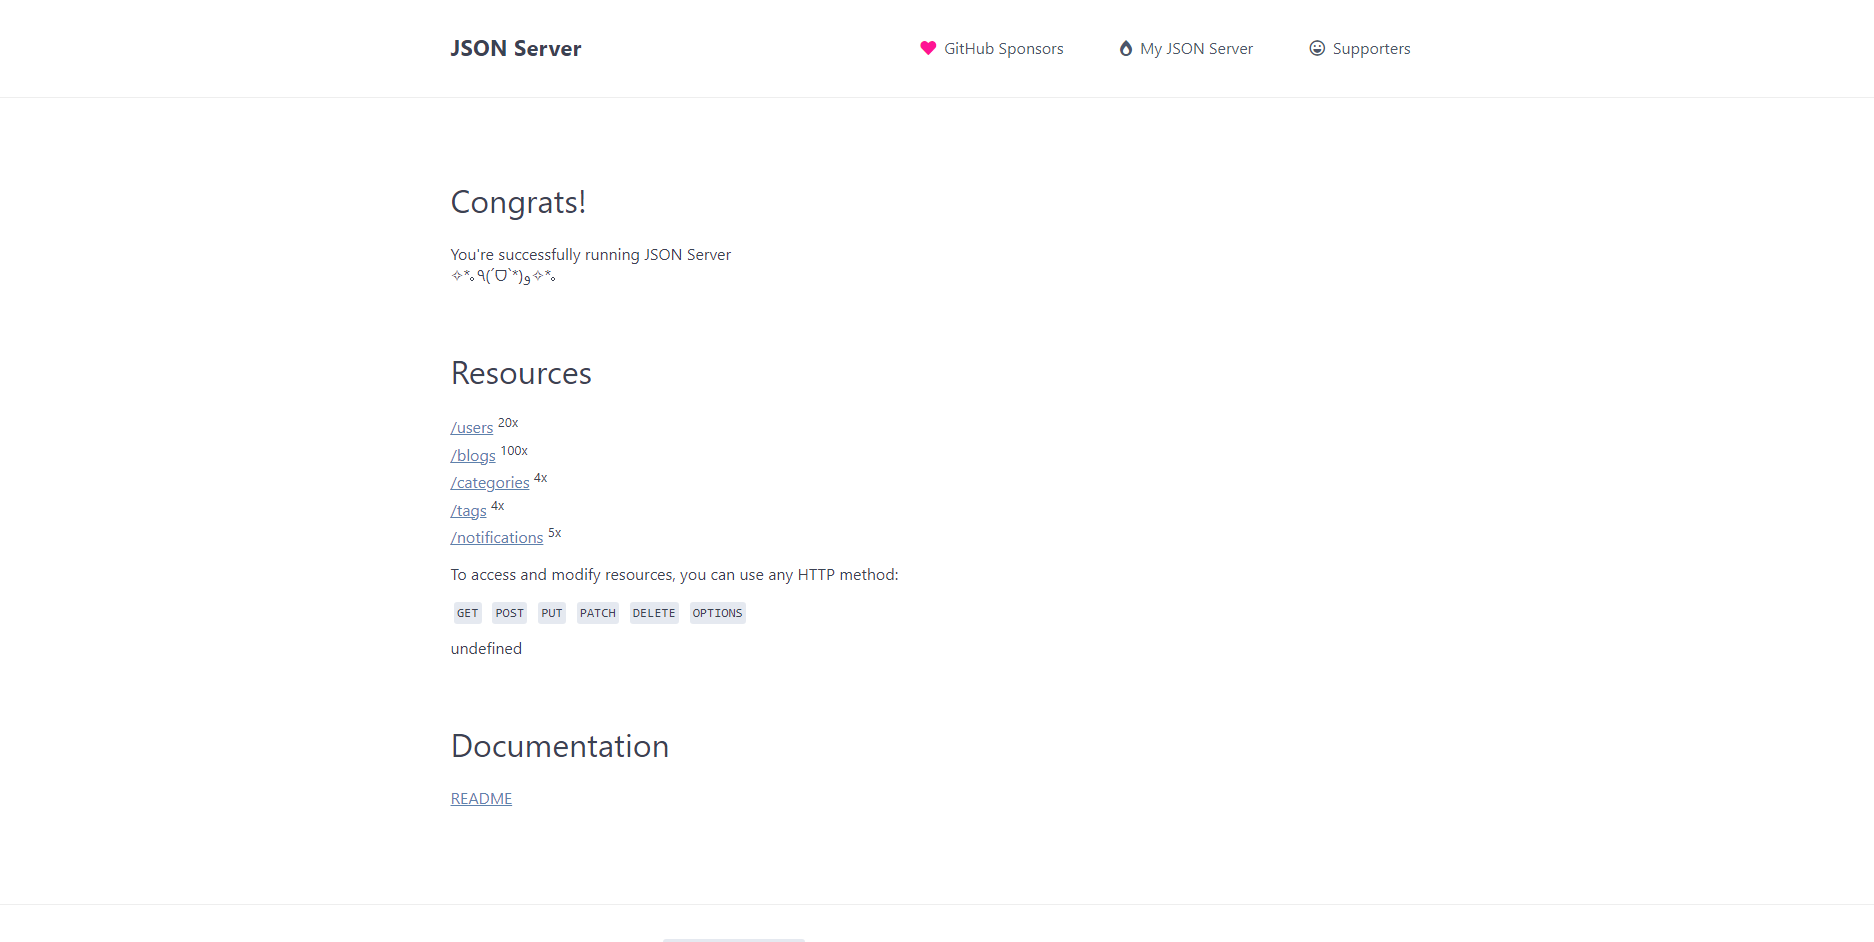 JSON Server
GitHub Sponsors
My JSON Server
Supporters
Congrats!
You're successfully running JSON Server
✧*｡٩(ˊᗜˋ*)و✧*｡
Resources
/users 20x
/blogs 100x
/categories 4x
/tags 4x
/notifications 5x
To access and modify resources, you can use any HTTP method:
GET POST PUT PATCH DELETE OPTIONS
undefined
Documentation
README